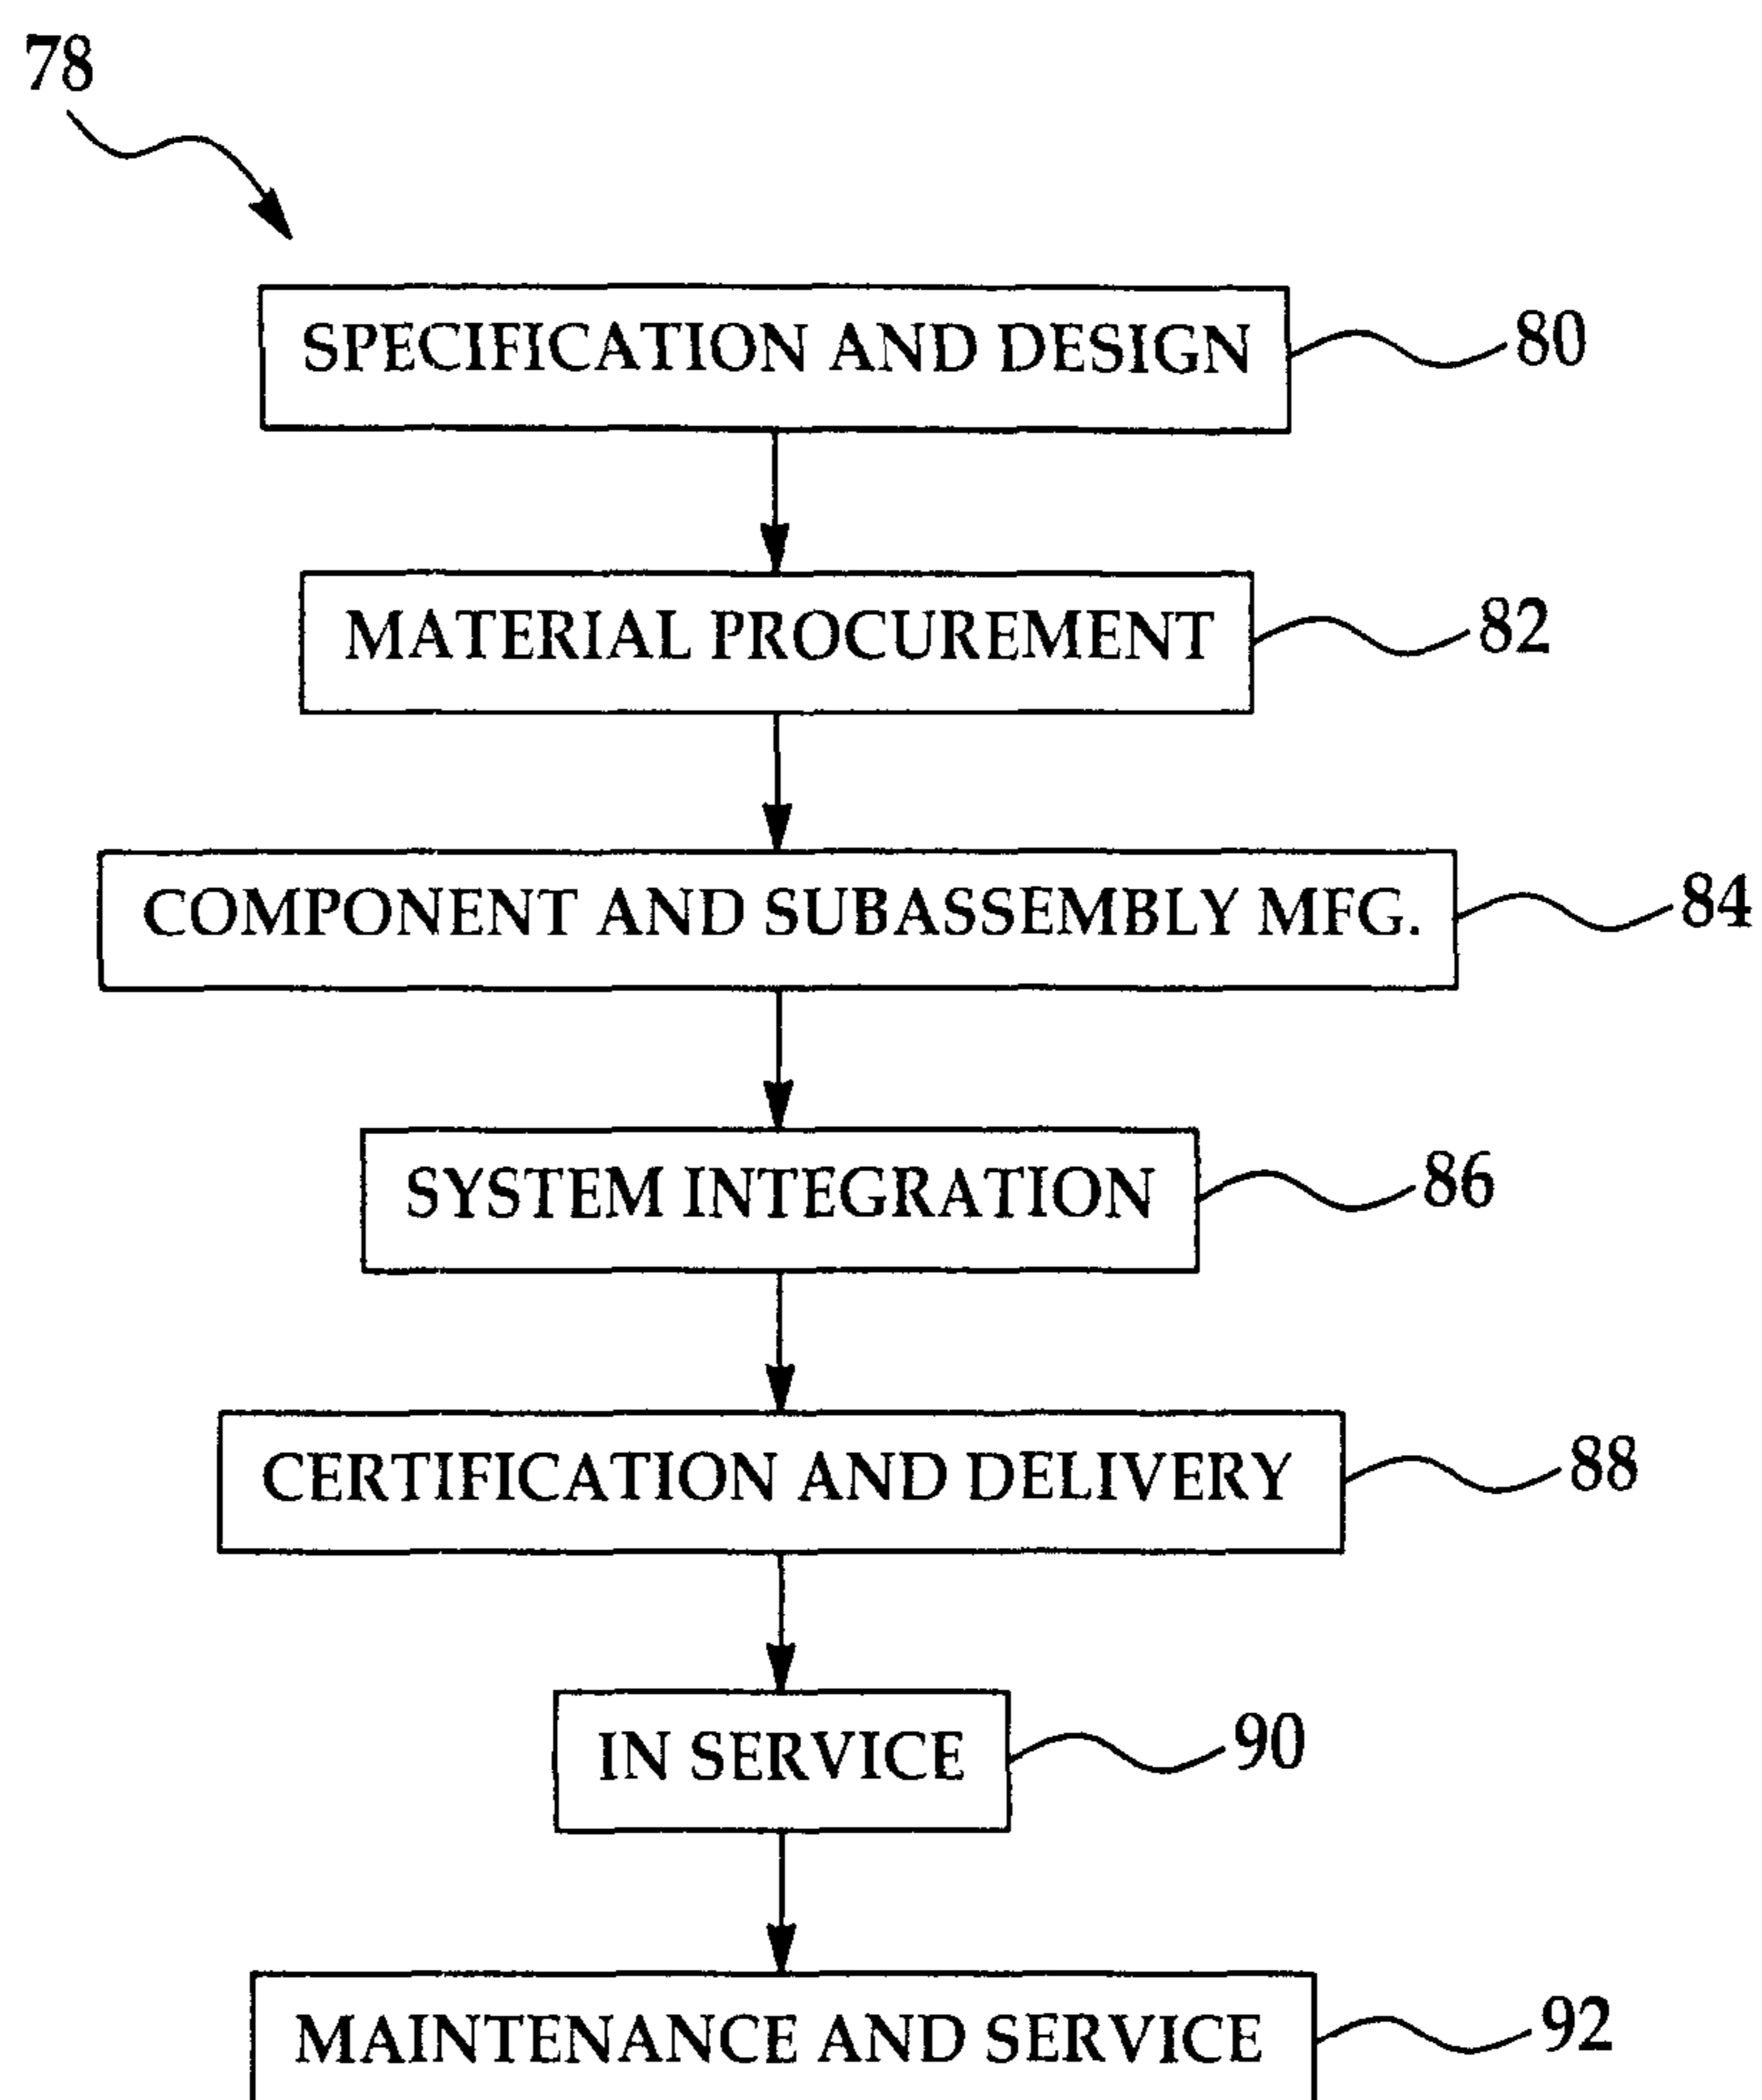 78
SPECIFICATION AND DESIGN 80
MATERIAL PROCUREMENT 82
COMPONENT AND SUBASSEMBLY MFG. 84
SYSTEM INTEGRATION 86
CERTIFICATION AND DELIVERY 88
IN SERVICE 90
MAINTENANCE AND SERVICE 92